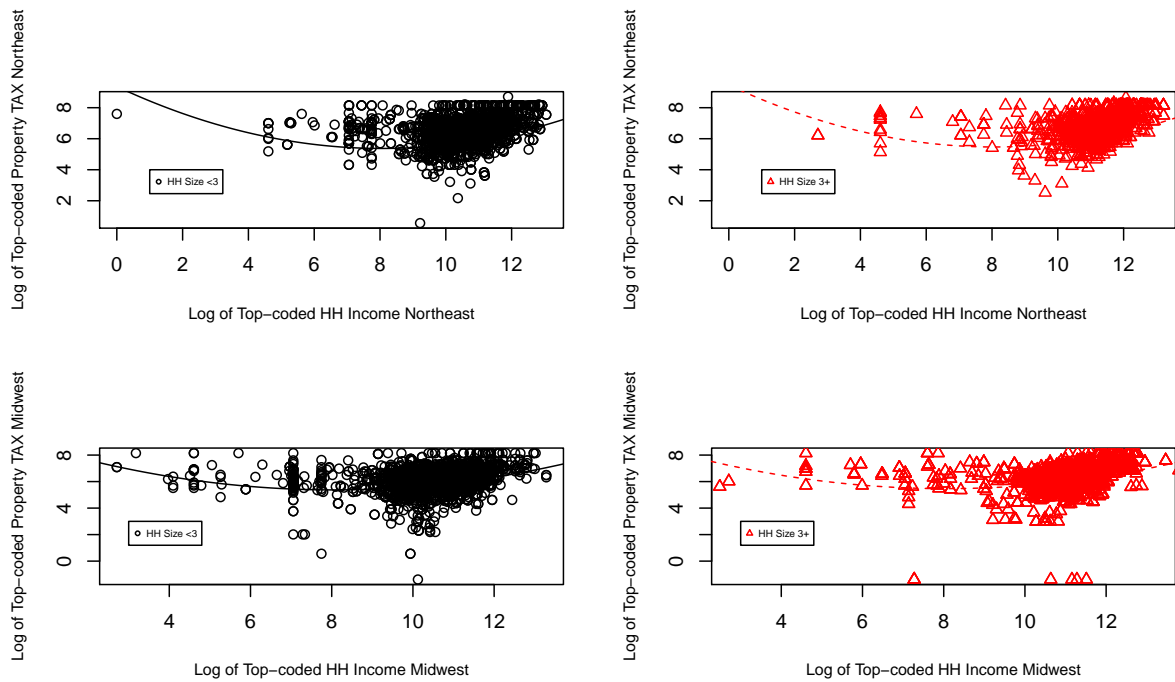 Log of Top-coded Property TAX Northeast
8
6
4
2
HH Size <3
0 2 4 6 8 10 12
Log of Top-coded HH Income Northeast
Log of Top-coded Property TAX Northeast
8
6
4
2
HH Size 3+
0 2 4 6 8 10 12
Log of Top-coded HH Income Northeast
Log of Top-coded Property TAX Midwest
8
4
0
HH Size <3
4 6 8 10 12
Log of Top-coded HH Income Midwest
Log of Top-coded Property TAX Midwest
8
4
0
HH Size 3+
4 6 8 10 12
Log of Top-coded HH Income Midwest